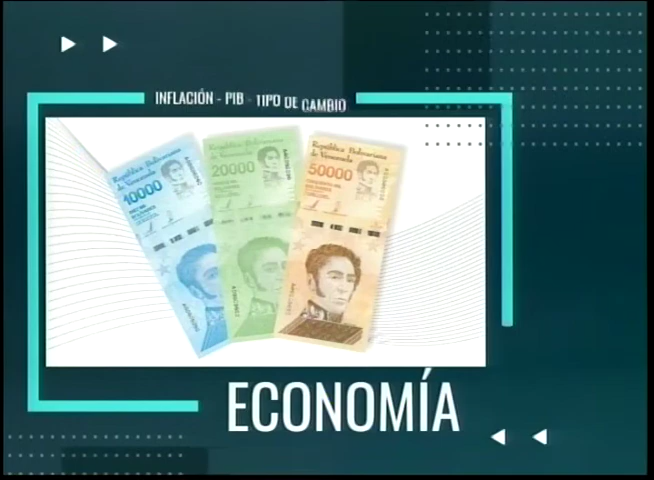 INFLACIÓN - PIB - TIPO DE CAMBIO
República Bolivariana
de Venezuela
10000
República Bolivariana
de Venezuela
20000
República Bolivariana
de Venezuela
50000
ECONOMÍA